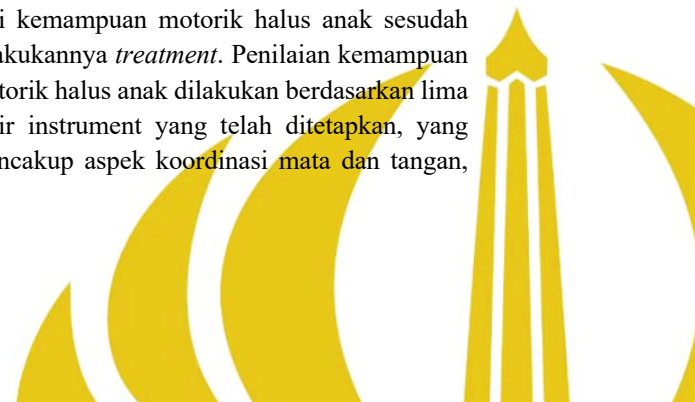 i kemampuan motorik halus anak sesudah
akukannya treatment. Penilaian kemampuan
torik halus anak dilakukan berdasarkan lima
ir instrument yang telah ditetapkan, yang
ncakup aspek koordinasi mata dan tangan,